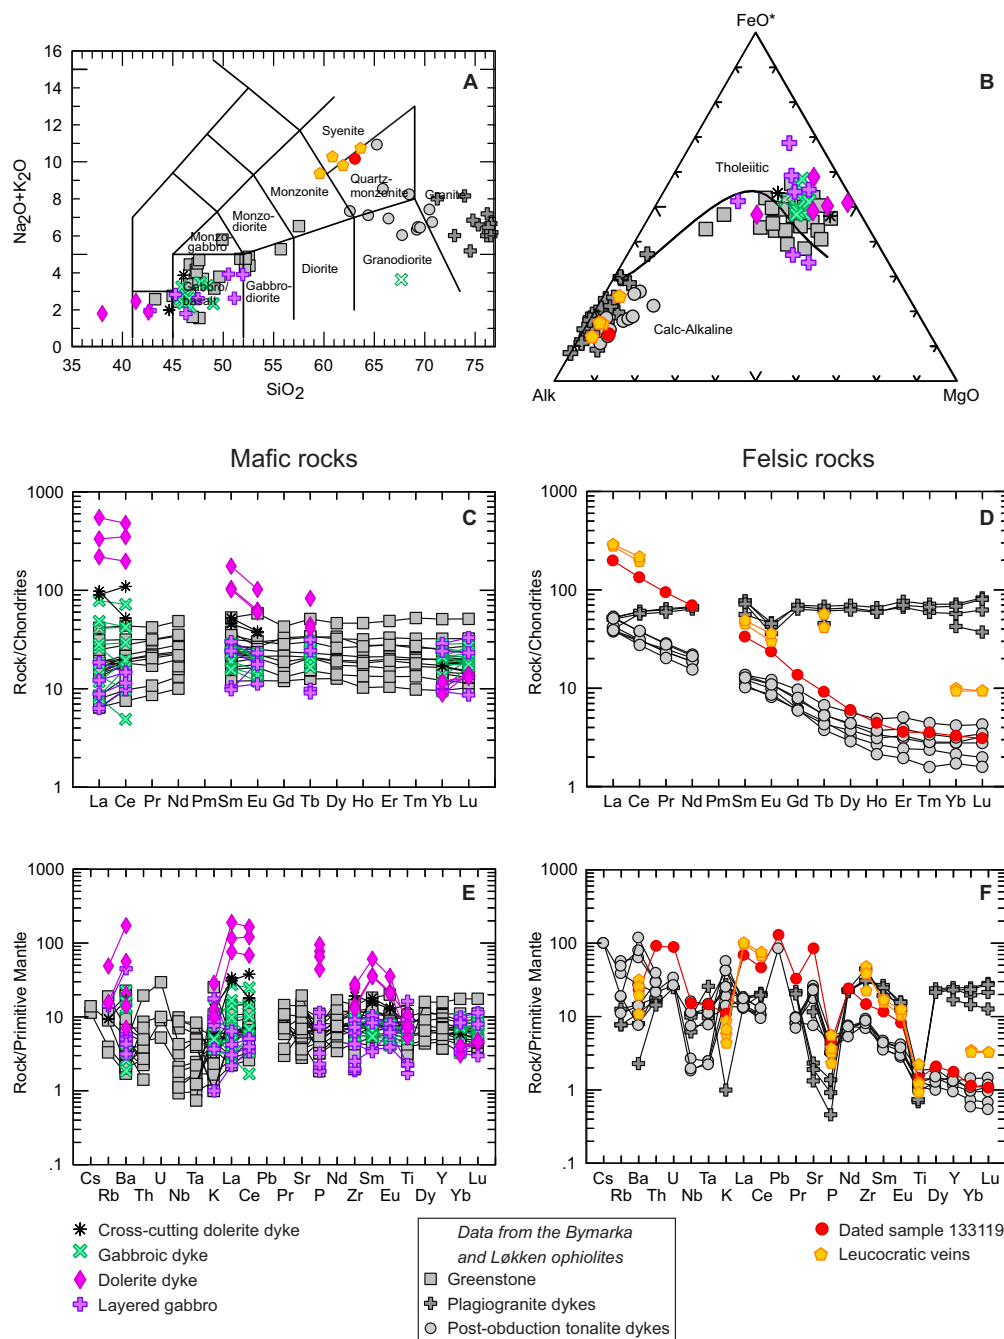 A
Na2O+K2O
16
14
12
10
8
6
4
2
0
35 40 45 50 55 60 65 70 75
SiO2
Syenite
Monzonite
Quartz-
monzonite
Granite
Monzo-
diorite
Monzo-
gabbro
Gabbro/
basalt
Gabbro-
diorite
Diorite
Granodiorite
B
FeO*
Tholeiitic
Calc-Alkaline
Alk
MgO
Mafic rocks
Felsic rocks
C
Rock/Chondrites
1000
100
10
1
La Ce Pr Nd Pm Sm Eu Gd Tb Dy Ho Er Tm Yb Lu
D
Rock/Chondrites
1000
100
10
1
La Ce Pr Nd Pm Sm Eu Gd Tb Dy Ho Er Tm Yb Lu
E
Rock/Primitive Mantle
1000
100
10
1
.1
Cs Rb Ba Th U Nb Ta K La Ce Pb Pr Sr P Nd Zr Sm Eu Ti Dy Y Yb Lu
F
Rock/Primitive Mantle
1000
100
10
1
.1
Cs Rb Ba Th U Nb Ta K La Ce Pb Pr Sr P Nd Zr Sm Eu Ti Dy Y Yb Lu
Cross-cutting dolerite dyke
Gabbroic dyke
Dolerite dyke
Layered gabbro
Data from the Bymarka
and Løkken ophiolites
Greenstone
Plagiogranite dykes
Post-obduction tonalite dykes
Dated sample 133119
Leucocratic veins